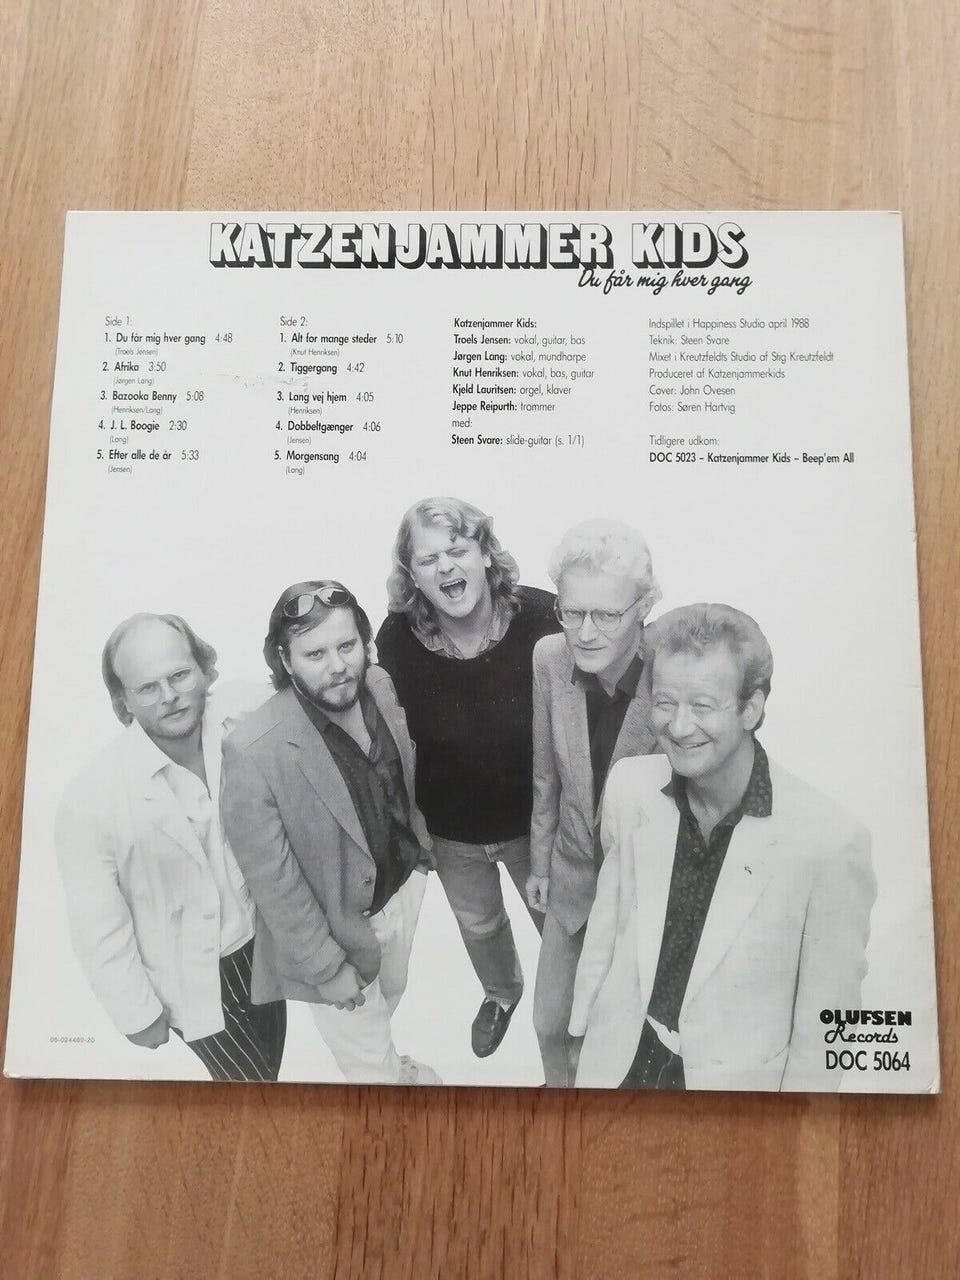 KATZENJAMMER KIDS
Du får mig hver gang
Side 1:
1. Du får mig hver gang 4:48
(Troels Jensen)
2. Afrika 3:50
(Jørgen Lang)
3. Bazooka Benny 5:08
(Henriksen/Lang)
4. J. L. Boogie 2:30
(Lang)
5. Efter alle de år 5:33
(Jensen)
Side 2:
1. Alt for mange steder 5:10
(Knut Henriksen)
2. Tiggergang 4:42
3. Lang vej hjem 4:05
(Henriksen)
4. Dobbeltgænger 4:06
(Jensen)
5. Morgensang 4:04
(Lang)
Katzenjammer Kids:
Troels Jensen: vokal, guitar, bas
Jørgen Lang: vokal, mundharpe
Knut Henriksen: vokal, bas, guitar
Kjeld Lauritsen: orgel, klaver
Jeppe Reipurth: trommer
med:
Steen Svare: slide-guitar (s. 1/1)
Indspillet i Happiness Studio april 1988
Teknik: Steen Svare
Mixet i Kreutzfeldts Studio af Stig Kreutzfeldt
Produceret af Katzenjammerkids
Cover: John Ovesen
Fotos: Søren Hartvig
Tidligere udkom:
DOC 5023 – Katzenjammer Kids – Beep'em All
08-024489-20
OLUFSEN
Records
DOC 5064